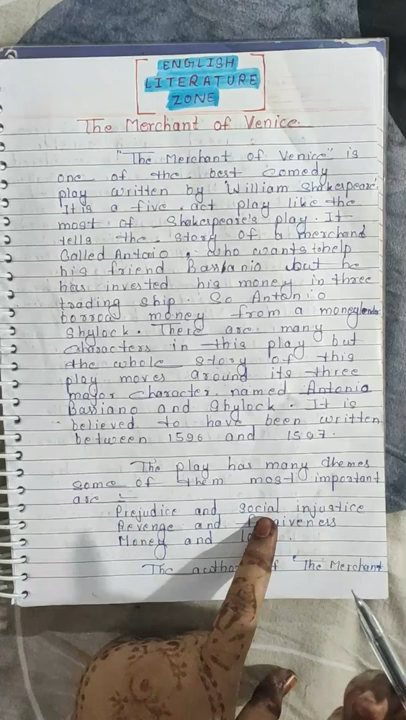 ENGLISH
LITERATURE
ZONE
The Merchant of Venice.
"The Merchant of Venice" is
one of the best comedy
play written by William Shakespeare.
It is a five act play like the
most of Shakespeare's play. It
tells the story of a merchand
Called Antonio, who wants to help
his friend Bassanio but he
has invested his money in three
trading ship. So Antonio
borrow money from a moneylender
Shylock. There are many
characters in this play but
the whole story of this
play moves around its three
major character named Antonio
Bassiano and Shylock. It is
believed to have been written
between 1596 and 1597.
The play has many themes
some of them most important
are :-
Prejudice and social injustice
Revenge and
Money and
The author of "The Merchant